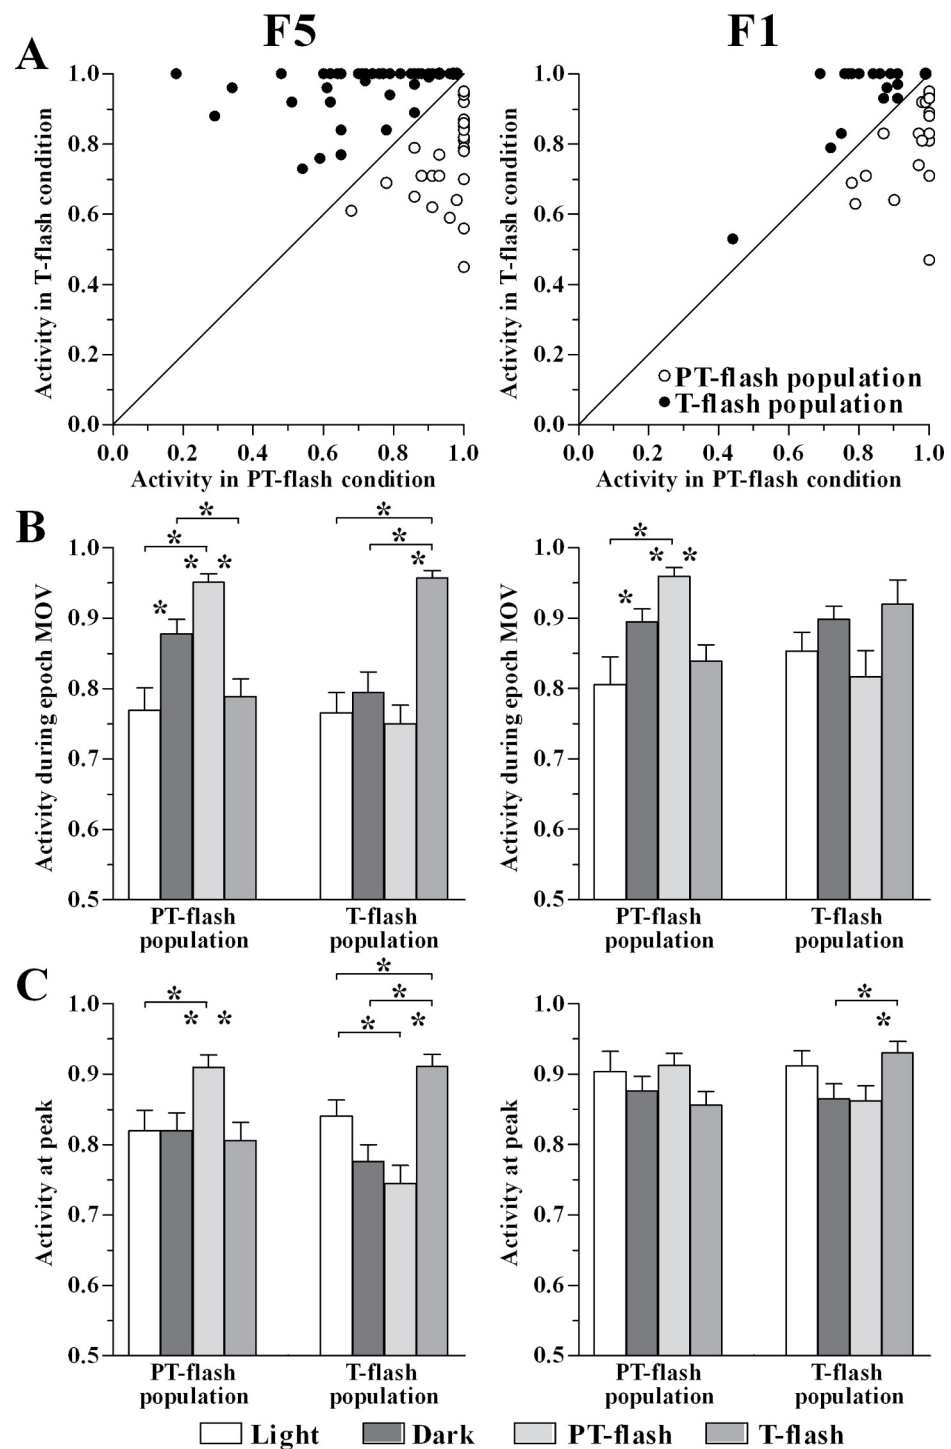 F5 F1
A
1.0 1.0
0.8 0.8
0.6 0.6
0.4 0.4
0.2 0.2
0.0 0.0
Activity in T-flash condition
Activity in T-flash condition
PT-flash population
T-flash population
0.0 0.2 0.4 0.6 0.8 1.0 0.0 0.2 0.4 0.6 0.8 1.0
Activity in PT-flash condition Activity in PT-flash condition
B
* * * * * * * * *
* * * *
1.0 1.0
0.9 0.9
0.8 0.8
0.7 0.7
0.6 0.6
0.5 0.5
Activity during epoch MOV
Activity during epoch MOV
PT-flash T-flash PT-flash T-flash
population population population population
C
* * * * * * * * *
1.0 1.0
0.9 0.9
0.8 0.8
0.7 0.7
0.6 0.6
0.5 0.5
Activity at peak
Activity at peak
PT-flash T-flash PT-flash T-flash
population population population population
Light Dark PT-flash T-flash